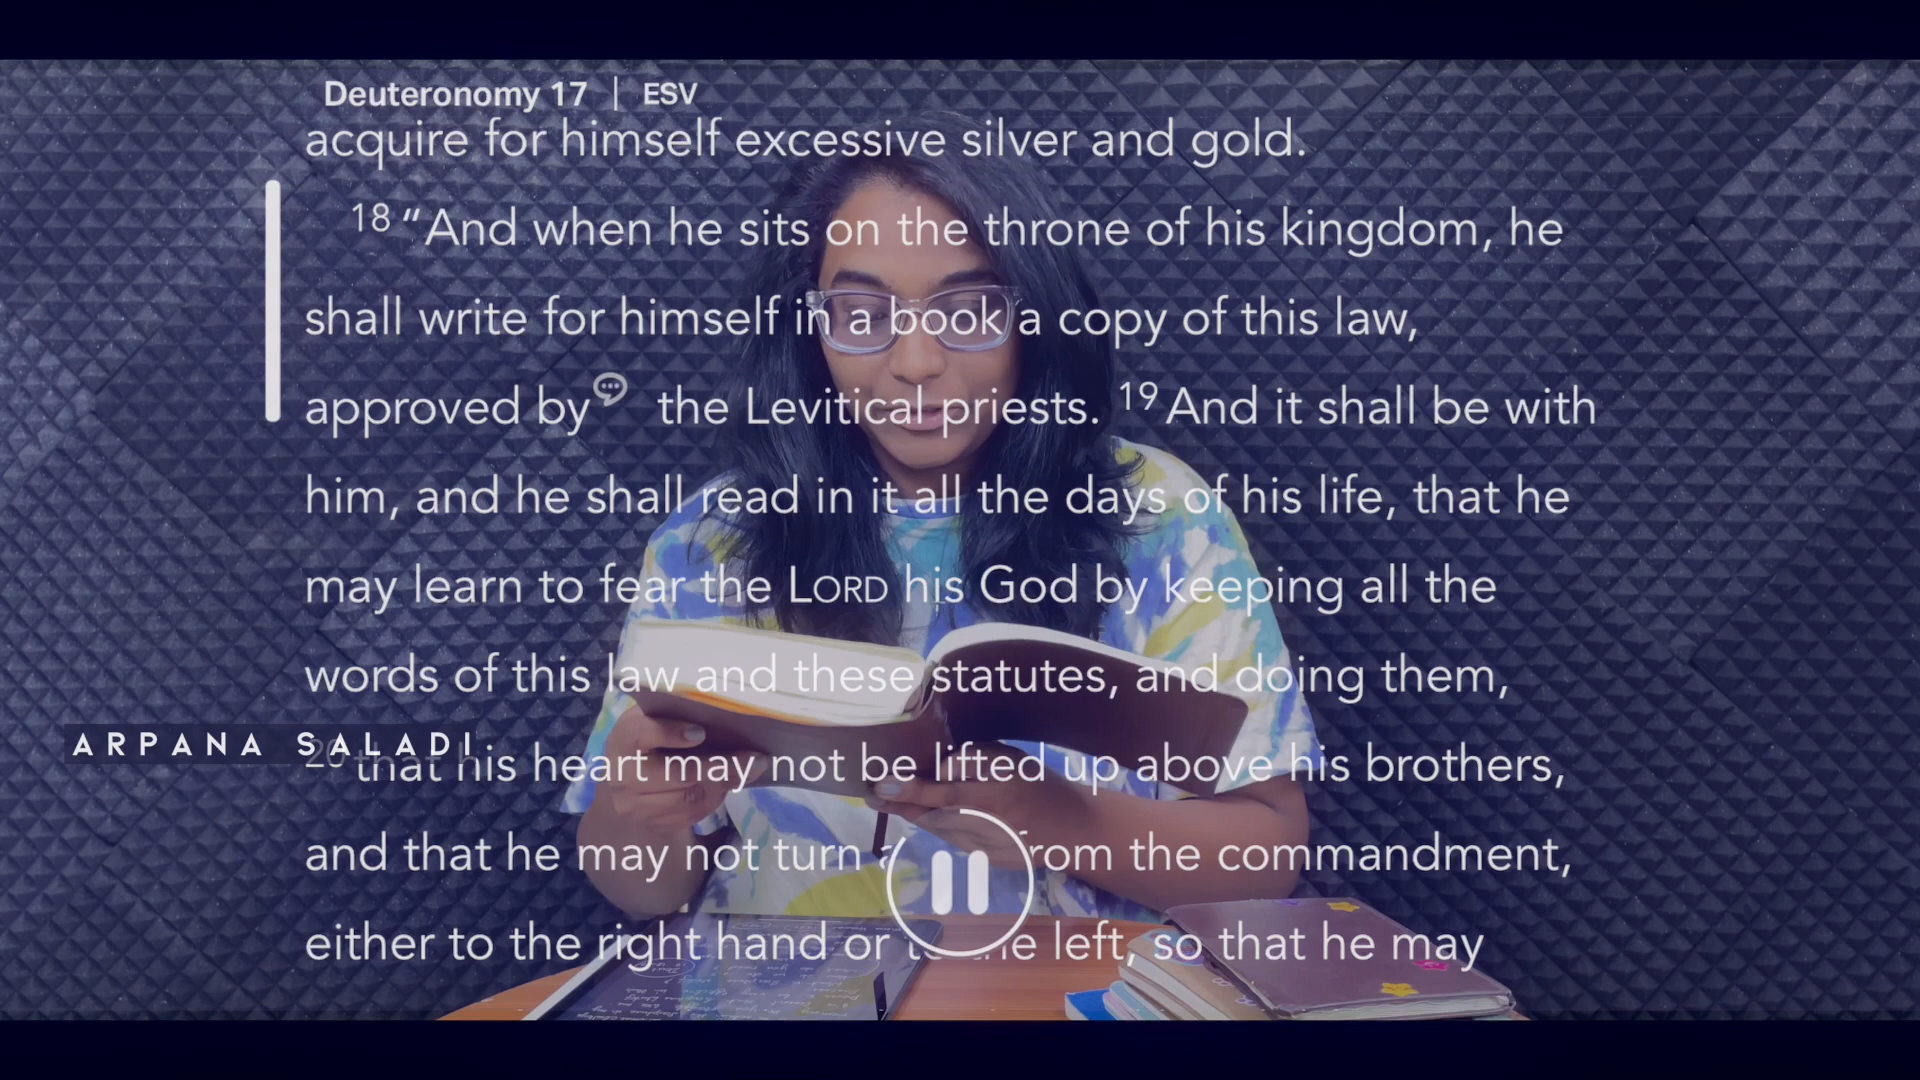 Deuteronomy 17 | ESV
acquire for himself excessive silver and gold.
18 “And when he sits on the throne of his kingdom, he
shall write for himself in a book a copy of this law,
approved by the Levitical priests. 19 And it shall be with
him, and he shall read in it all the days of his life, that he
may learn to fear the LORD his God by keeping all the
words of this law and these statutes, and doing them,
ARPANA SALADI
20 that his heart may not be lifted up above his brothers,
and that he may not turn from the commandment,
either to the right hand or left, so that he may